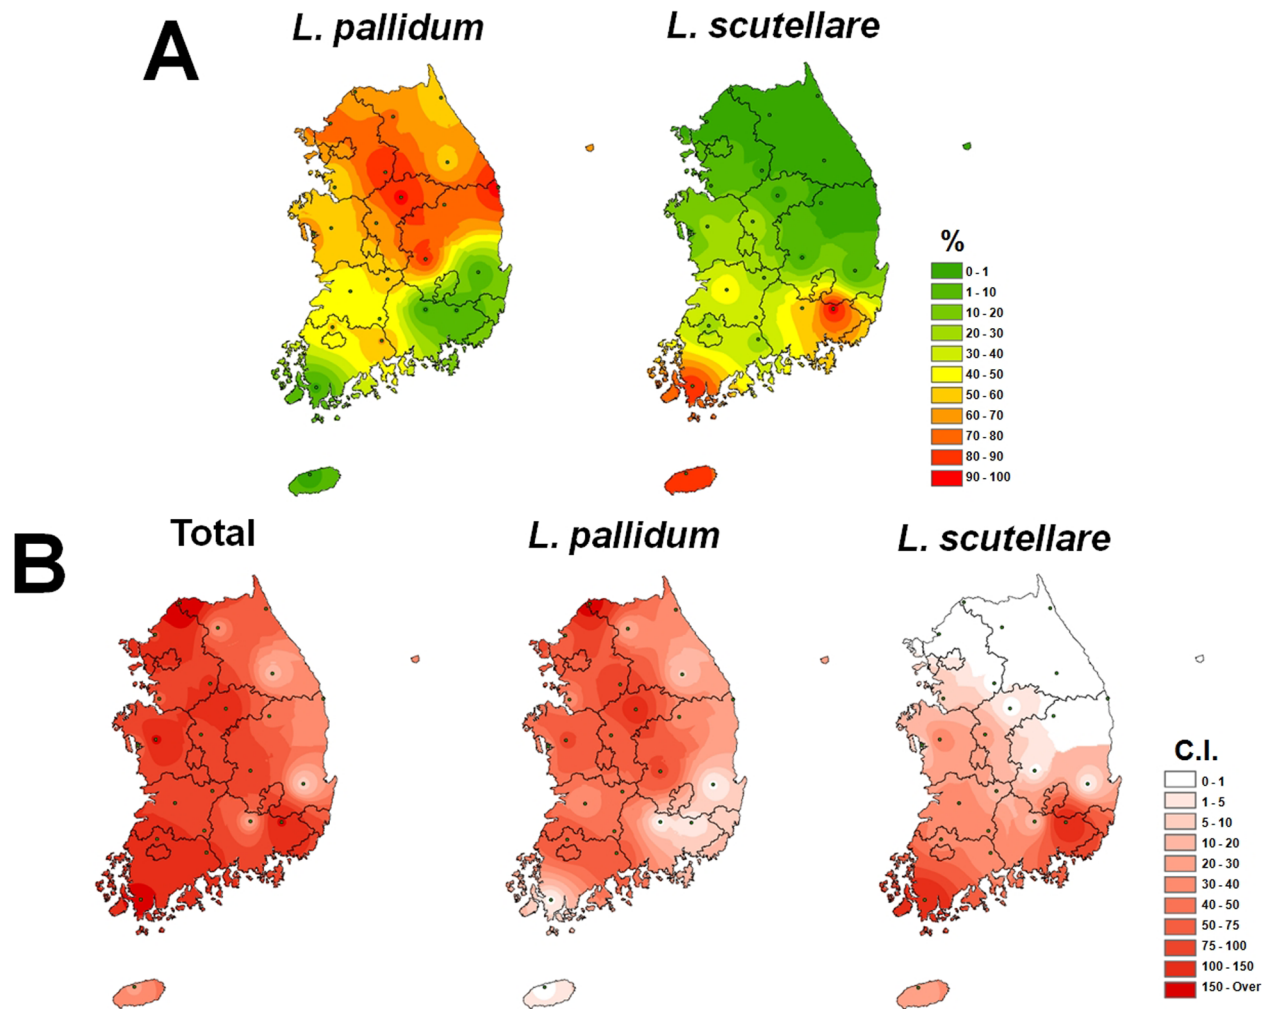 A
L. pallidum
L. scutellare
%
0 - 1
1 - 10
10 - 20
20 - 30
30 - 40
40 - 50
50 - 60
60 - 70
70 - 80
80 - 90
90 - 100
B
Total
L. pallidum
L. scutellare
C.I.
0 - 1
1 - 5
5 - 10
10 - 20
20 - 30
30 - 40
40 - 50
50 - 75
75 - 100
100 - 150
150 - Over